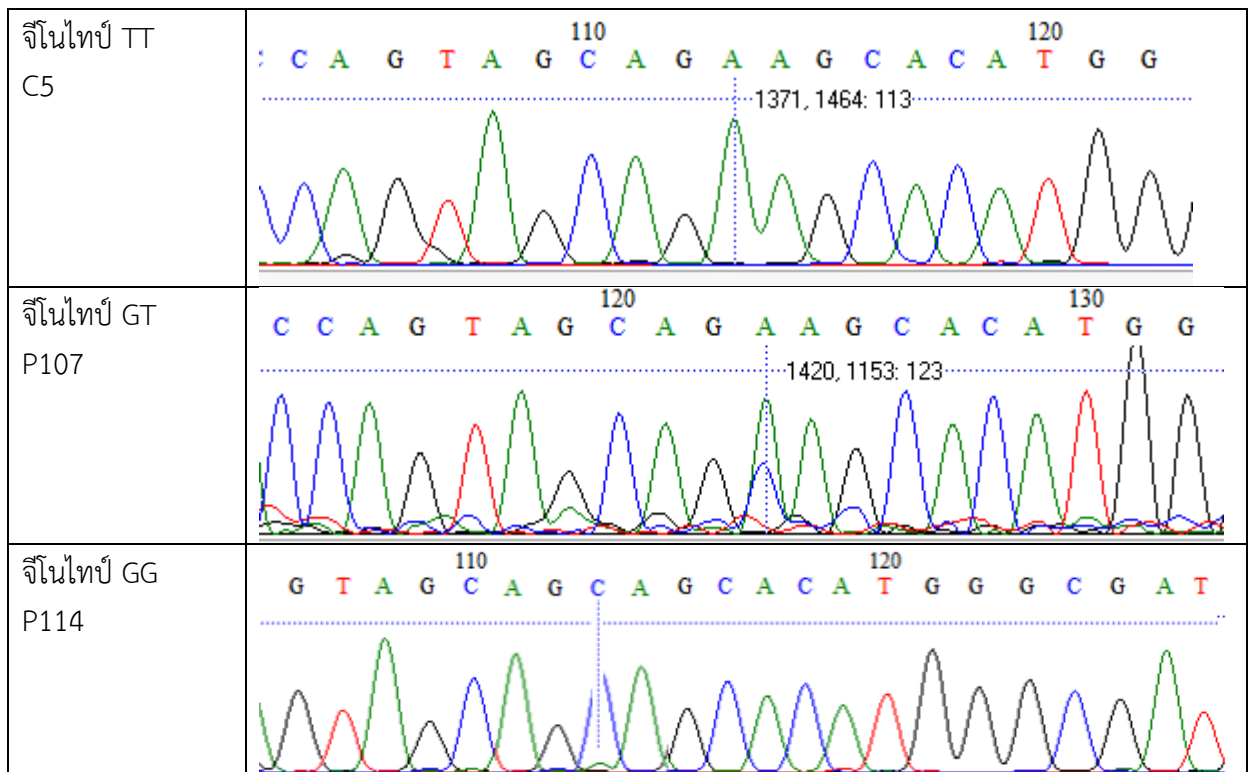 จีโนไทป์ TT
C5
110 120
C C A G T A G C A G A A G C A C A T G G
1371, 1464: 113
จีโนไทป์ GT
P107
120 130
C C A G T A G C A G A A G C A C A T G G
1420, 1153: 123
จีโนไทป์ GG
P114
110 120
G T A G C A G C A G C A C A T G G G C G A T